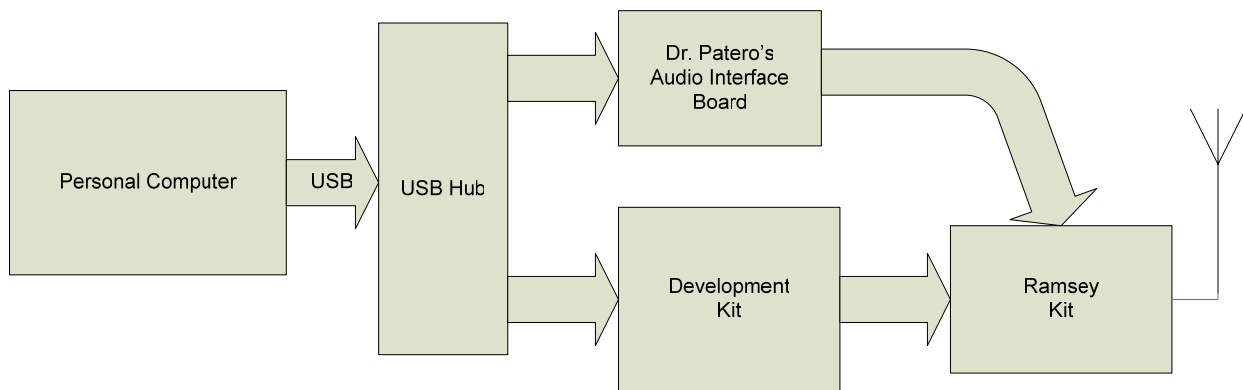 Personal Computer
USB
USB Hub
Dr. Patero's
Audio Interface
Board
Development
Kit
Ramsey
Kit